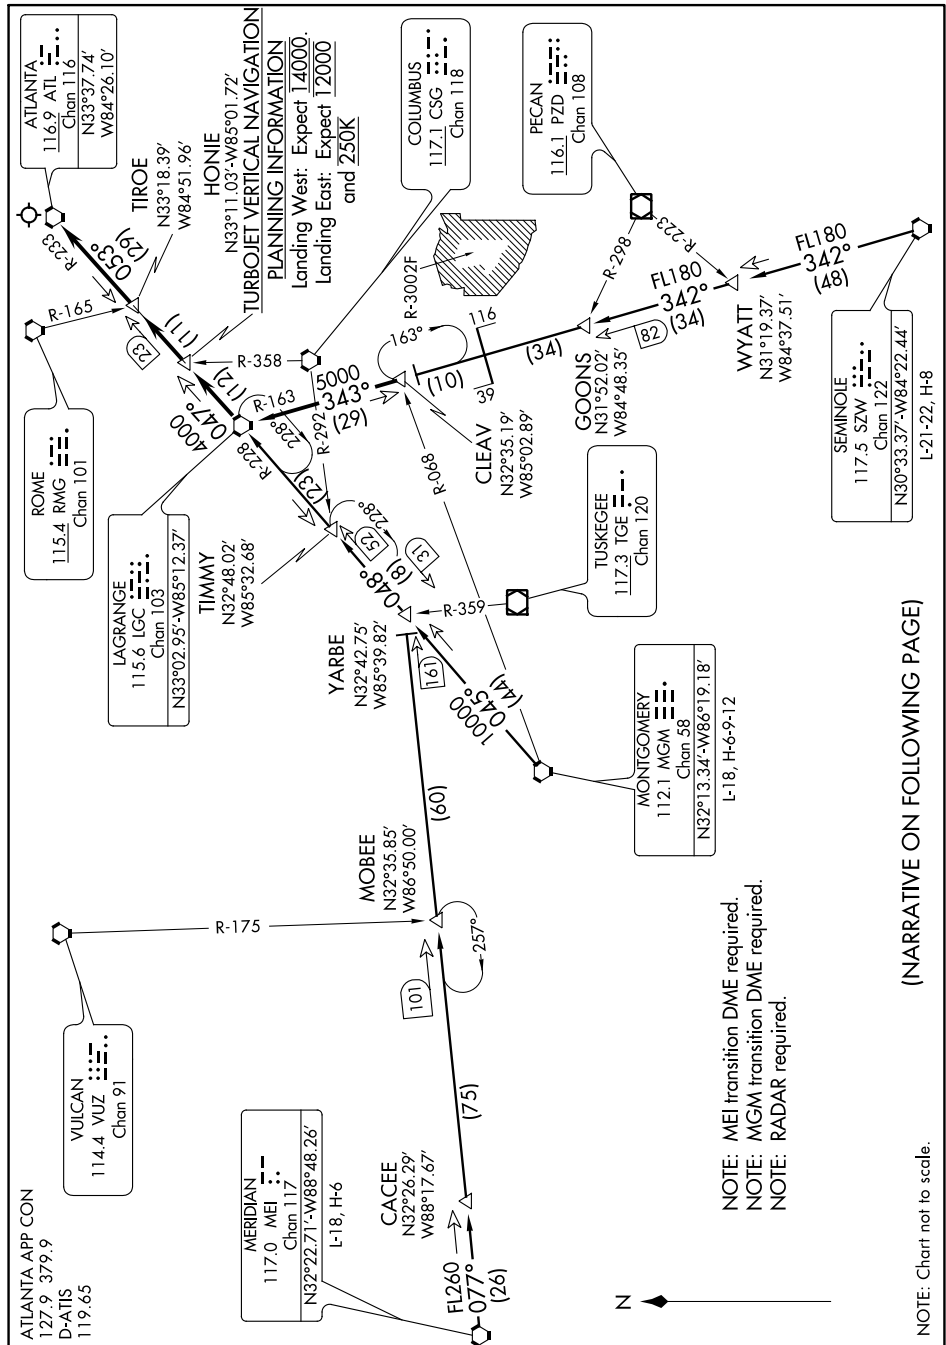 ATLANTA APP CON
127.9 379.9
D-ATIS
119.65
VULCAN
114.4 VUZ
Chan 91
R-175
ROME
115.4 RMG
Chan 101
R-165
ATLANTA
116.9 ATL
Chan 116
N33°37.74'
W84°26.10'
R-233
053°
(29)
TIROE
N33°18.39'
W84°51.96'
23
(11)
HONIE
N33°11.03'-W85°01.72'
TURBOJET VERTICAL NAVIGATION
PLANNING INFORMATION
Landing West: Expect 14000.
Landing East: Expect 12000
and 250K
LAGRANGE
115.6 LGC
Chan 103
N33°02.95'-W85°12.37'
4000
047°
(12)
R-358
R-163
228°
R-228
R-292
(23)
TIMMY
N32°48.02'
W85°32.68'
228°
52
(8)
048°
31
YARBE
N32°42.75'
W85°39.82'
161
R-359
COLUMBUS
117.1 CSG
Chan 118
5000
343°
(29)
163°
CLEAV
N32°35.19'
W85°02.89'
(10)
116
39
R-3002F
R-068
(34)
PECAN
116.1 PZD
Chan 108
R-298
R-223
GOONS
N31°52.02'
W84°48.35'
FL180
342°
(34)
82
WYATT
N31°19.37'
W84°37.51'
FL180
342°
(48)
SEMINOLE
117.5 SZW
Chan 122
N30°33.37'-W84°22.44'
L-21-22, H-8
TUSKEGEE
117.3 TGE
Chan 120
10000
045°
(44)
MONTGOMERY
112.1 MGM
Chan 58
N32°13.34'-W86°19.18'
L-18, H-6-9-12
MOBEE
N32°35.85'
W86°50.00'
(60)
257°
101
(75)
CACEE
N32°26.29'
W88°17.67'
MERIDIAN
117.0 MEI
Chan 117
N32°22.71'-W88°48.26'
L-18, H-6
FL260
077°
(26)
N
NOTE: MEI transition DME required.
NOTE: MGM transition DME required.
NOTE: RADAR required.
(NARRATIVE ON FOLLOWING PAGE)
NOTE: Chart not to scale.